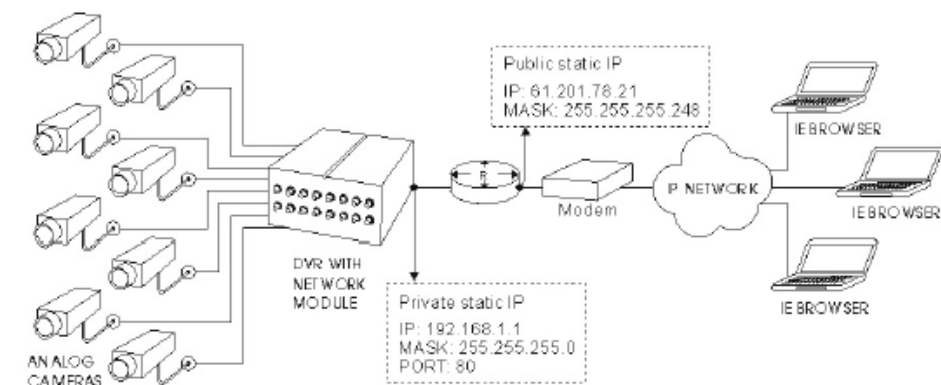 Public static IP
IP: 61.201.78.21
MASK: 255.255.255.248
IE BROWSER
R
IP NETWORK
Modem
IE BROWSER
DVR WITH
NETWORK
MODULE
Private static IP
IP: 192.168.1.1
MASK: 255.255.255.0
PORT: 80
IE BROWSER
ANALOG
CAMERAS